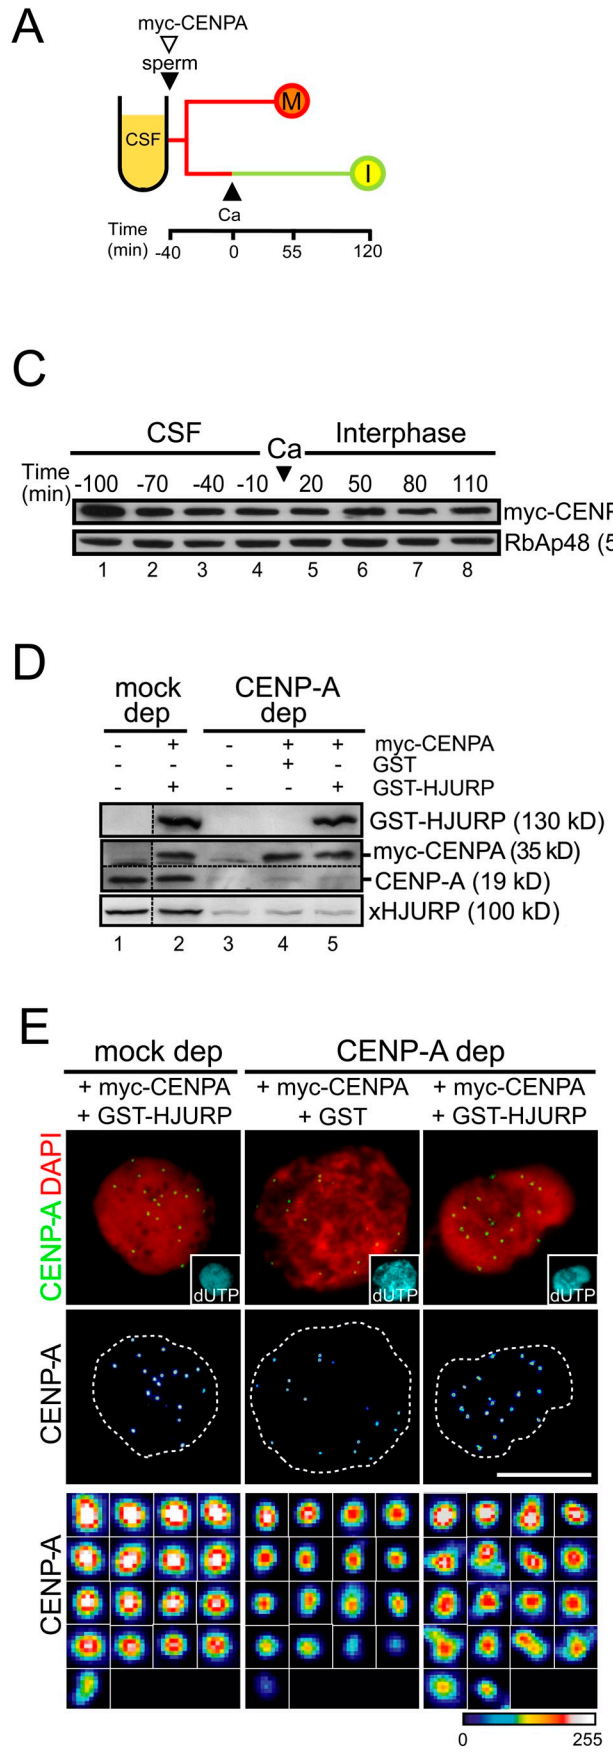 A
myc-CENPA
sperm
CSF
M
I
Ca
Time
(min)
-40 0 55 120
C
CSF Ca Interphase
Time
(min)
-100 -70 -40 -10 20 50 80 110
myc-CENP
RbAp48 (5
1 2 3 4 5 6 7 8
D
mock
dep
CENP-A
dep
- + - + + myc-CENPA
- - - + - GST
- + - - + GST-HJURP
GST-HJURP (130 kD)
myc-CENPA (35 kD)
CENP-A (19 kD)
xHJURP (100 kD)
1 2 3 4 5
E
mock dep CENP-A dep
+ myc-CENPA + myc-CENPA + myc-CENPA
+ GST-HJURP + GST + GST-HJURP
CENP-A DAPI
dUTP dUTP dUTP
CENP-A
CENP-A
0 255